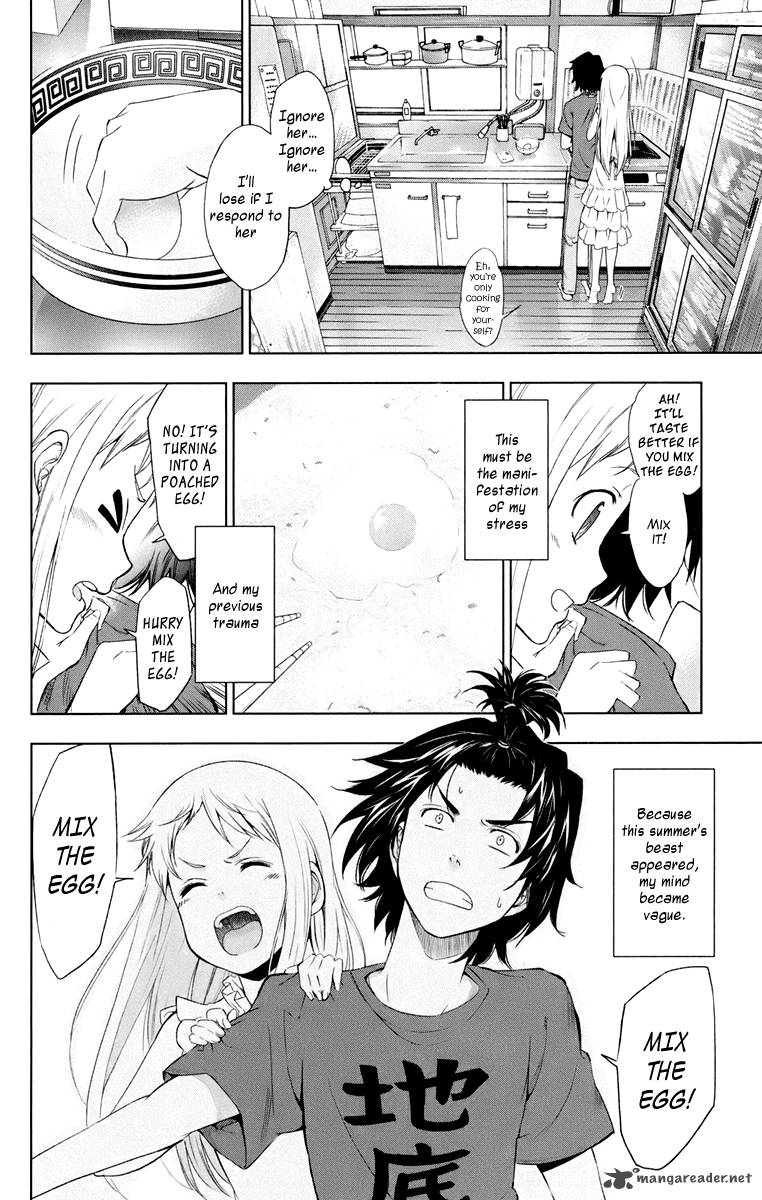 Ignore
her...
Ignore
her...
I'll
lose if I
respond to
her
Eh,
you're
only
cooking
for
your-
self?
AH!
IT'LL
TASTE
BETTER IF
YOU MIX
THE EGG!
MIX
IT!
This
must be
the mani-
festation
of my
stress
And my
previous
trauma
NO! IT'S
TURNING
INTO A
POACHED
EGG!
HURRY
MIX
THE
EGG!
Because
this summer's
beast
appeared,
my mind
became
vague.
MIX
THE
EGG!
MIX
THE
EGG!
地
底
mangareader.net